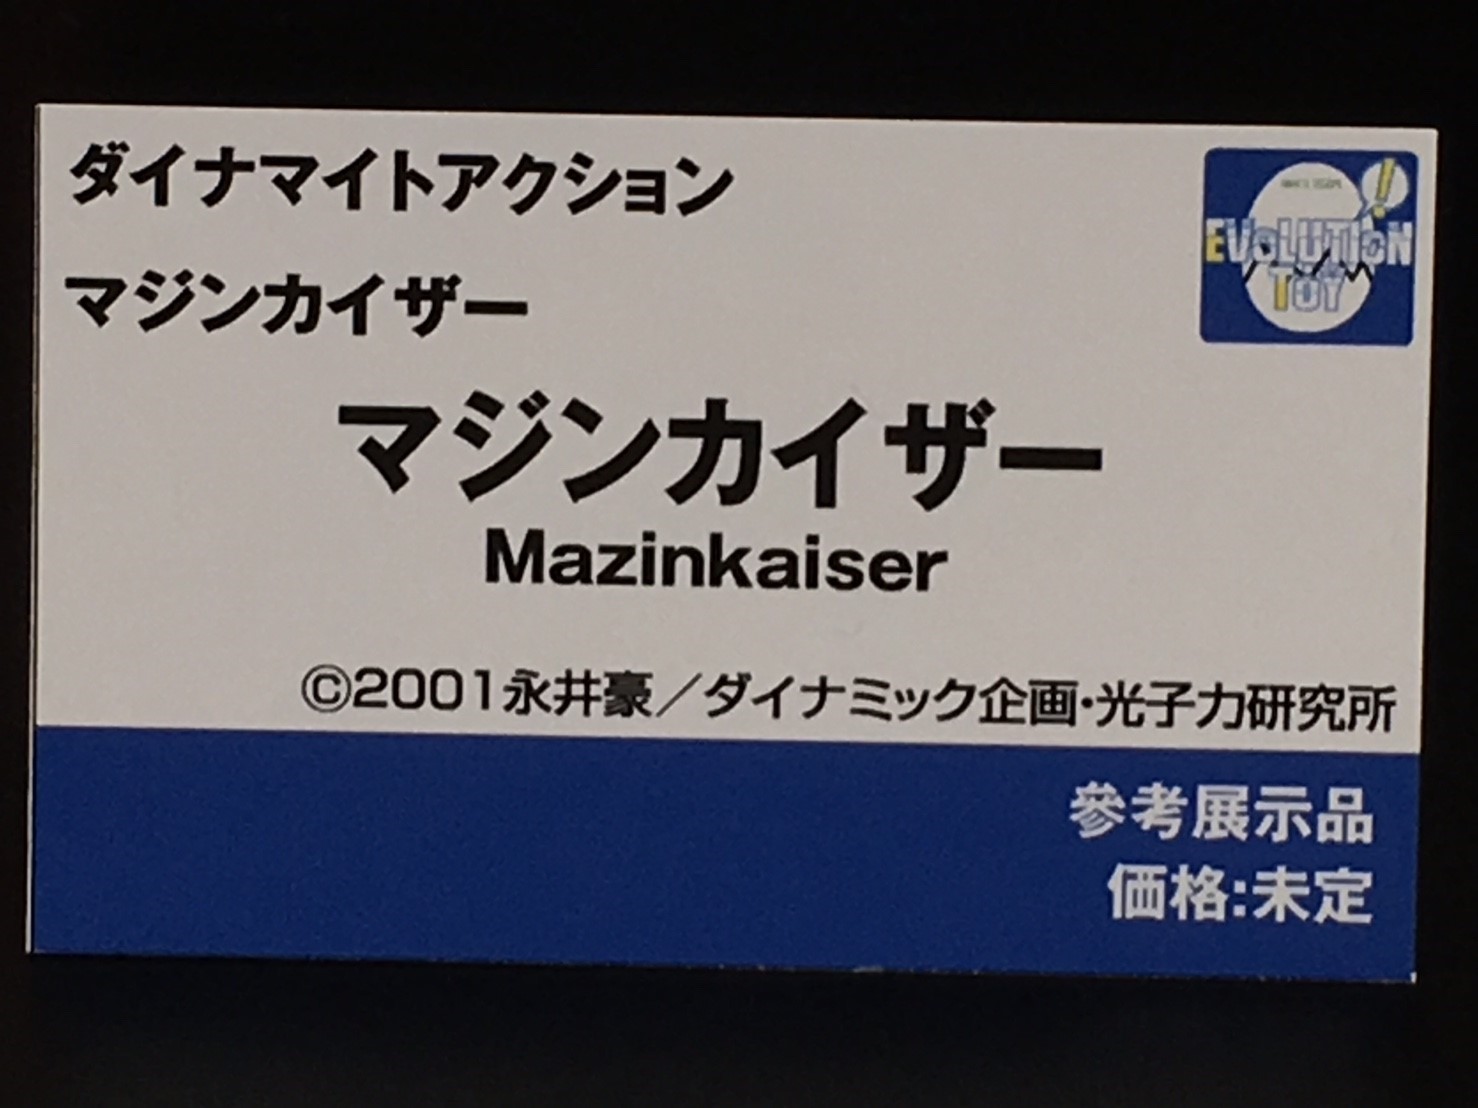 ダイナマイトアクション
マジンカイザー
EVOLUTION
TOY
マジンカイザー
Mazinkaiser
©2001永井豪／ダイナミック企画・光子力研究所
参考展示品
価格:未定